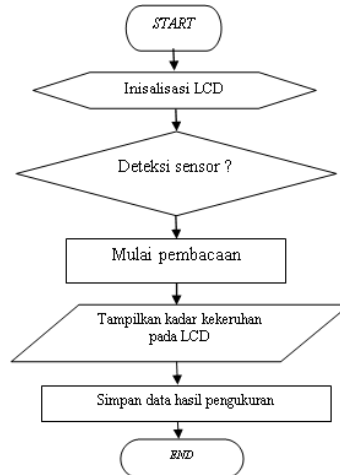 START
Inisalisasi LCD
Deteksi sensor ?
Mulai pembacaan
Tampilkan kadar kekeruhan
pada LCD
Simpan data hasil pengukuran
END